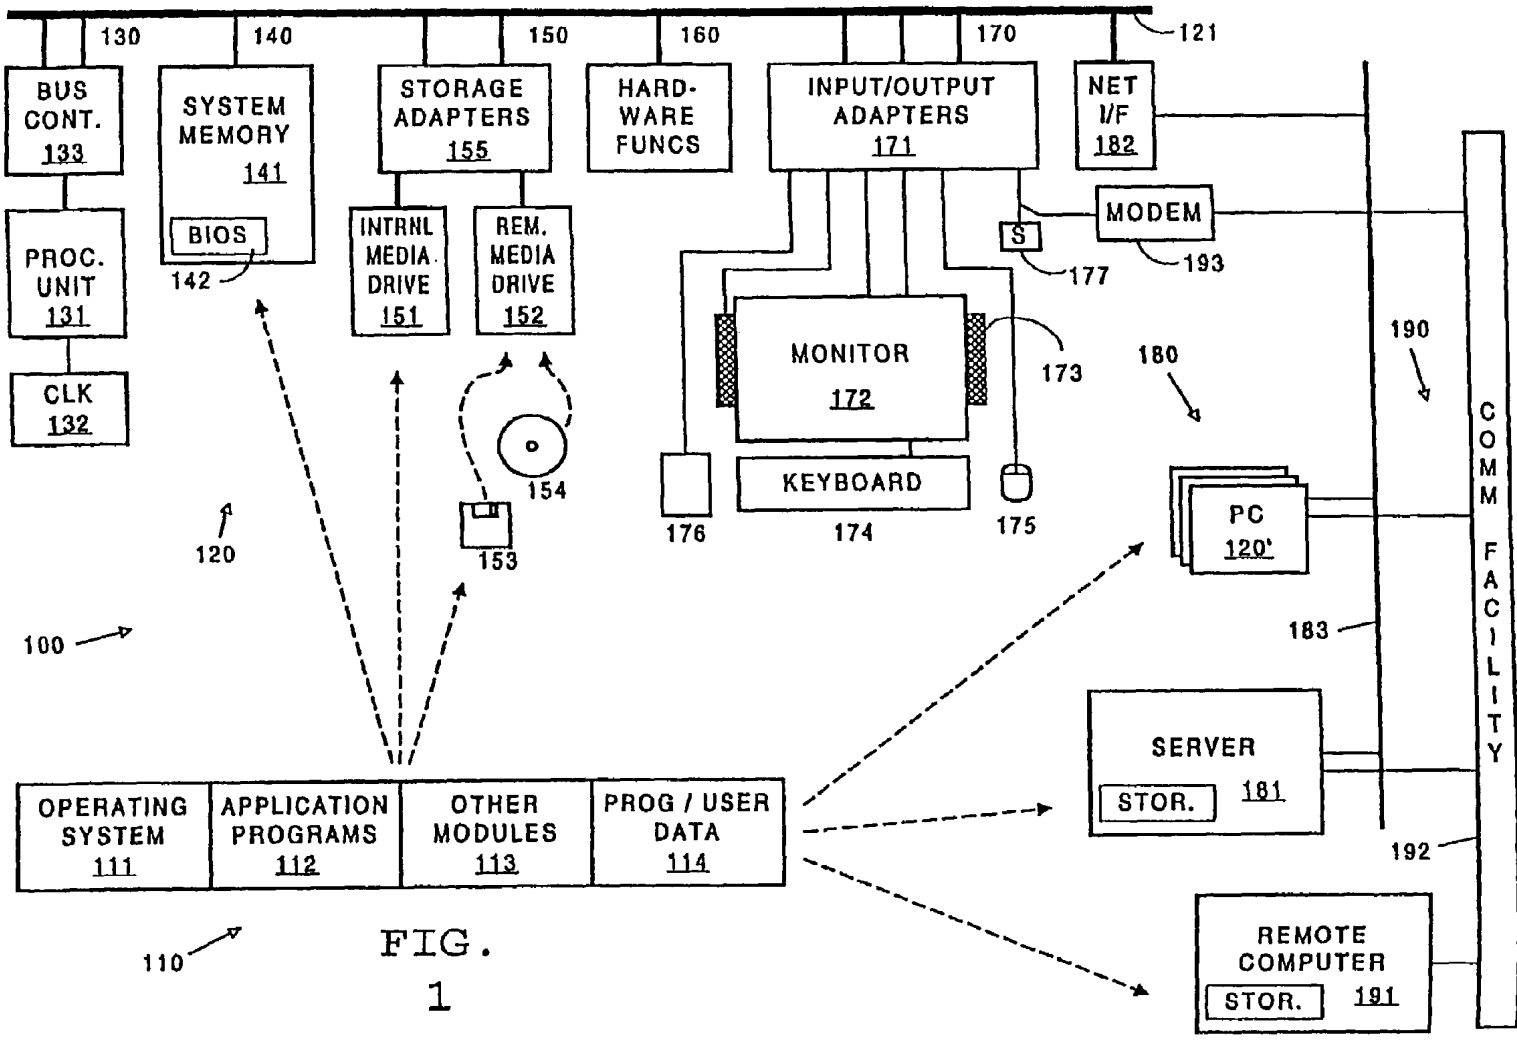 130
140
150
160
170
121
BUS
CONT.
133
SYSTEM
MEMORY
141
BIOS
142
STORAGE
ADAPTERS
155
HARD-
WARE
FUNCS
INPUT/OUTPUT
ADAPTERS
171
NET
I/F
182
PROC.
UNIT
131
INTRNL
MEDIA
DRIVE
151
REM.
MEDIA
DRIVE
152
S
177
MODEM
193
CLK
132
MONITOR
172
173
180
190
154
153
176
KEYBOARD
174
175
PC
120'
COMM FACILITY
120
100
183
SERVER
STOR.
181
192
OPERATING
SYSTEM
111
APPLICATION
PROGRAMS
112
OTHER
MODULES
113
PROG / USER
DATA
114
110
REMOTE
COMPUTER
STOR.
191
FIG.
1